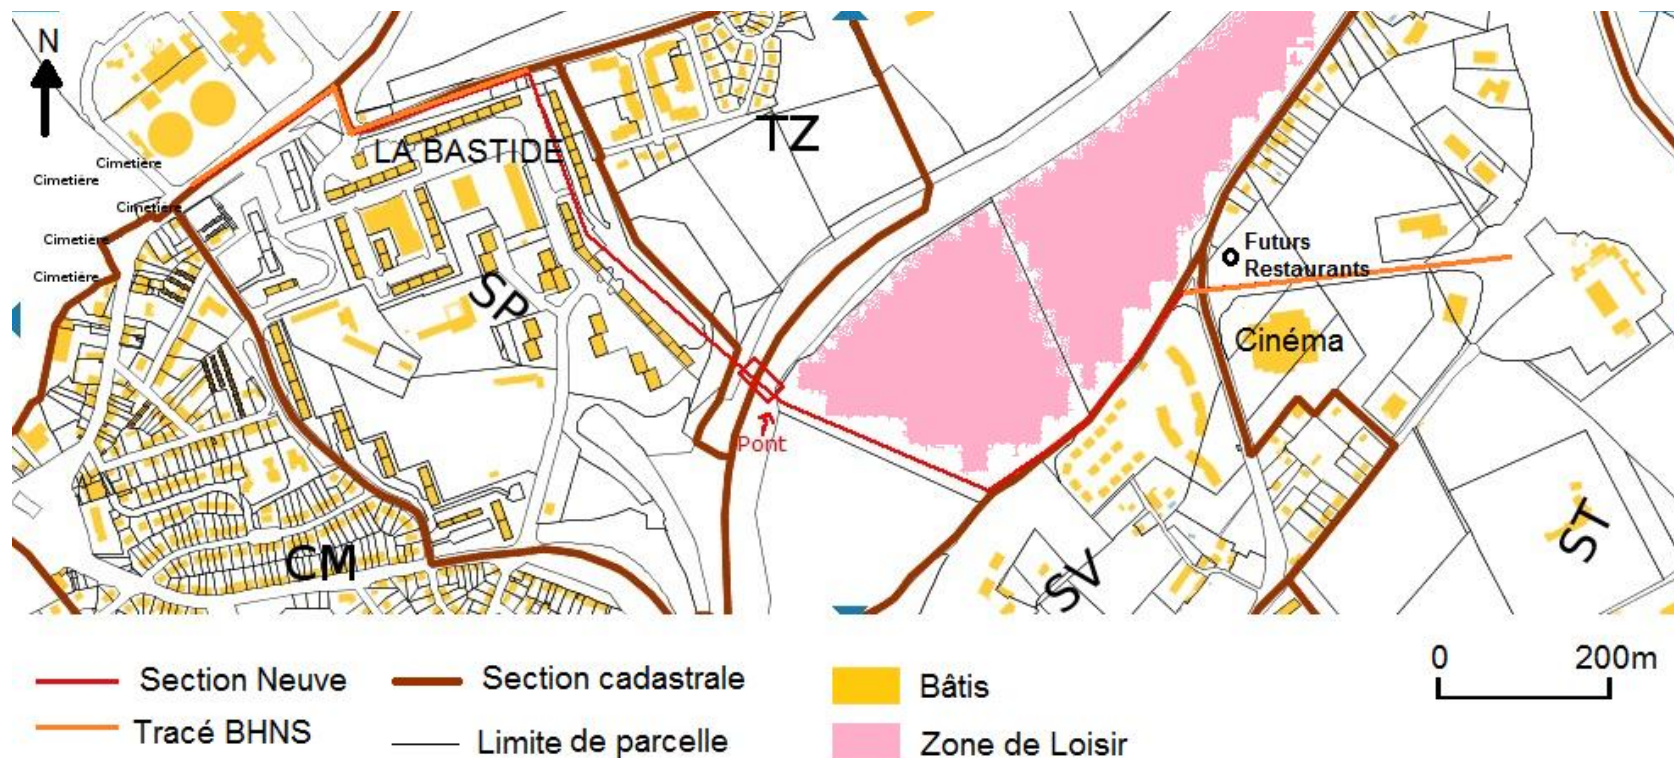 N
TZ
LA BASTIDE
Cimetière
Cimetière
Cimetière
Cimetière
Cimetière
Futurs
Restaurants
SP
Cinéma
Pont
CM
SV
ST
0 200m
Section Neuve
Section cadastrale
Bâtis
Tracé BHNS
Limite de parcelle
Zone de Loisir